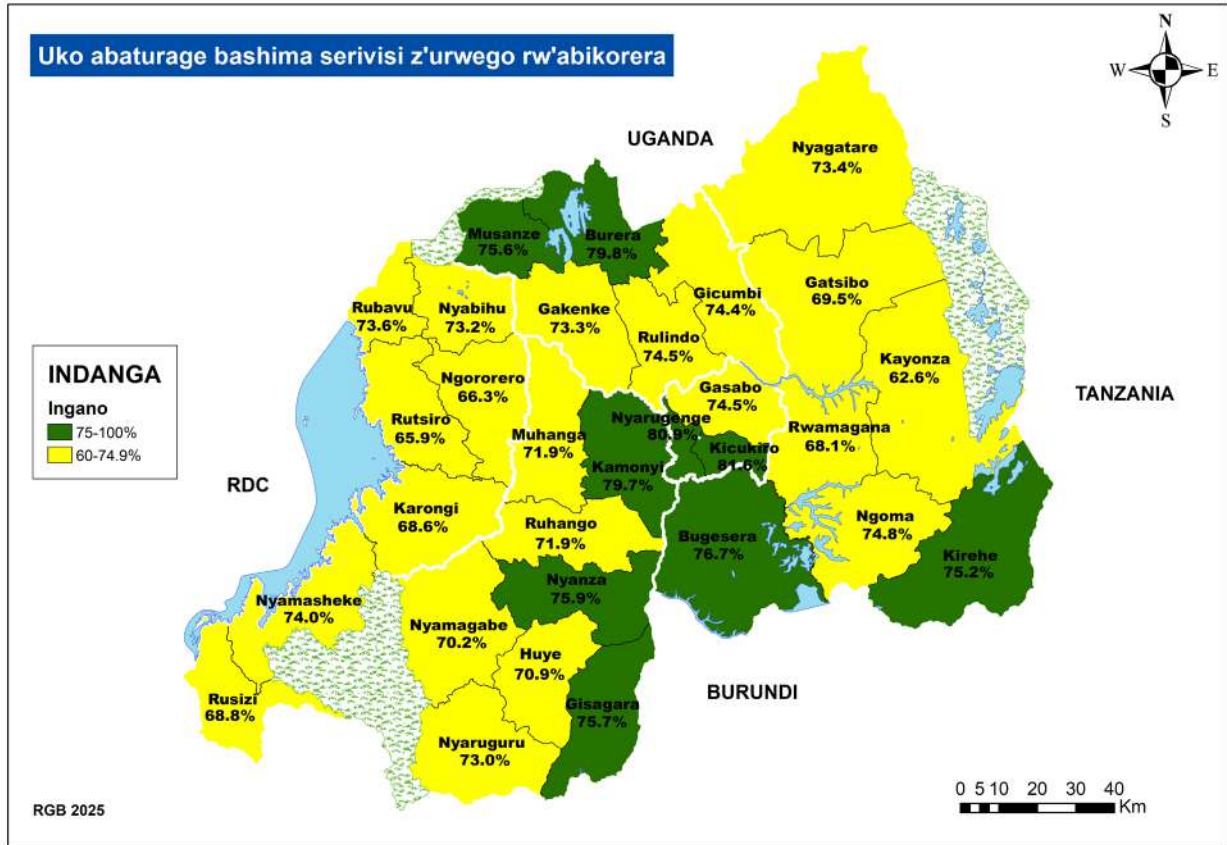 Uko abaturage bashima serivisi z'urwego rw'abikorera
N
W E
S
UGANDA
Nyagatare
73.4%
Musanze
75.6%
Burera
79.8%
Gatsibo
69.5%
Gicumbi
74.4%
Rubavu
73.6%
Nyabihu
73.2%
Gakenke
73.3%
Rulindo
74.5%
Kayonza
62.6%
INDANGA
Ingano
75-100%
60-74.9%
Ngororero
66.3%
Gasabo
74.5%
TANZANIA
Rutsiro
65.9%
Muhanga
71.9%
Nyarugenge
80.9%
Kicukiro
81.6%
Rwamagana
68.1%
Kamonyi
79.7%
RDC
Karongi
68.6%
Ruhango
71.9%
Bugesera
76.7%
Ngoma
74.8%
Kirehe
75.2%
Nyanza
75.9%
Nyamasheke
74.0%
Nyamagabe
70.2%
Huye
70.9%
Rusizi
68.8%
Gisagara
75.7%
BURUNDI
Nyaruguru
73.0%
RGB 2025
0 5 10 20 30 40
Km